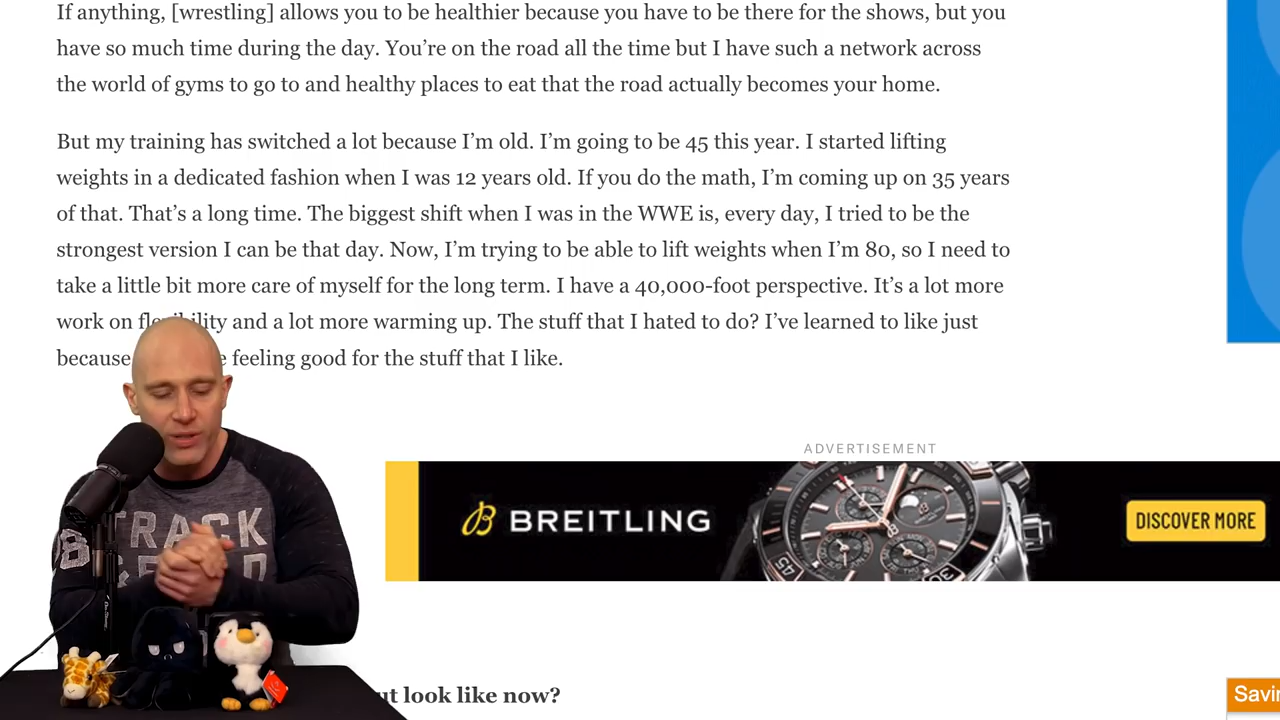 If anything, [wrestling] allows you to be healthier because you have to be there for the shows, but you
have so much time during the day. You’re on the road all the time but I have such a network across
the world of gyms to go to and healthy places to eat that the road actually becomes your home.
But my training has switched a lot because I’m old. I’m going to be 45 this year. I started lifting
weights in a dedicated fashion when I was 12 years old. If you do the math, I’m coming up on 35 years
of that. That’s a long time. The biggest shift when I was in the WWE is, every day, I tried to be the
strongest version I can be that day. Now, I’m trying to be able to lift weights when I’m 80, so I need to
take a little bit more care of myself for the long term. I have a 40,000-foot perspective. It’s a lot more
work on flexibility and a lot more warming up. The stuff that I hated to do? I’ve learned to like just
because feeling good for the stuff that I like.
ADVERTISEMENT
BREITLING
DISCOVER MORE
TRACK
look like now?